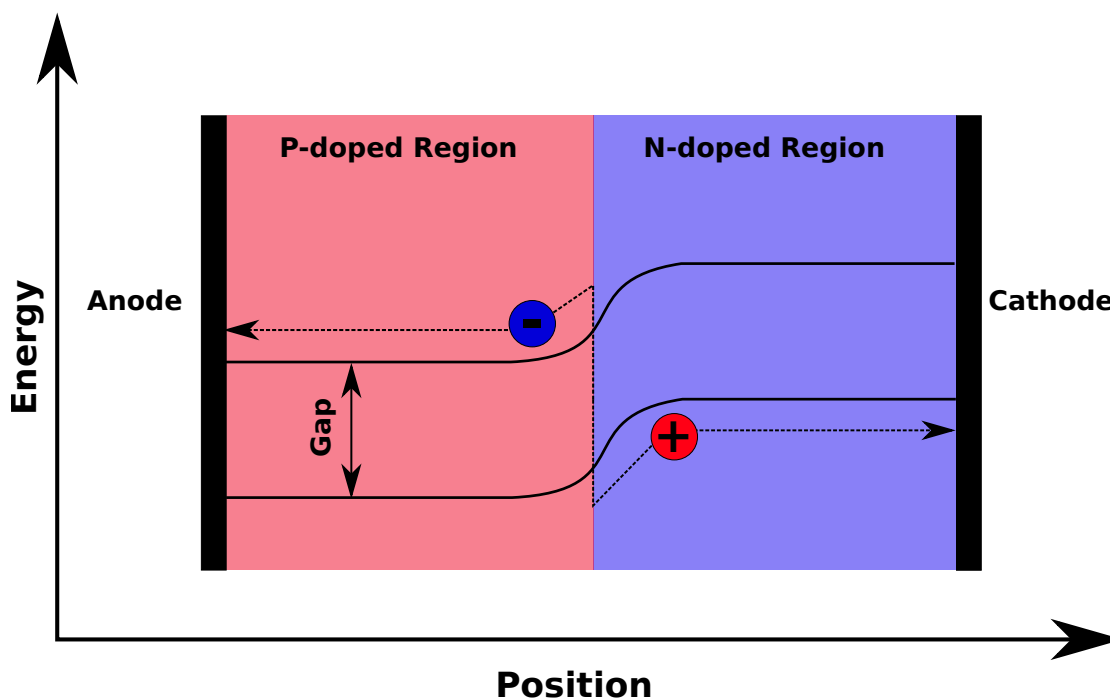 P-doped Region
N-doped Region
Anode
Cathode
Energy
-
Gap
+
Position